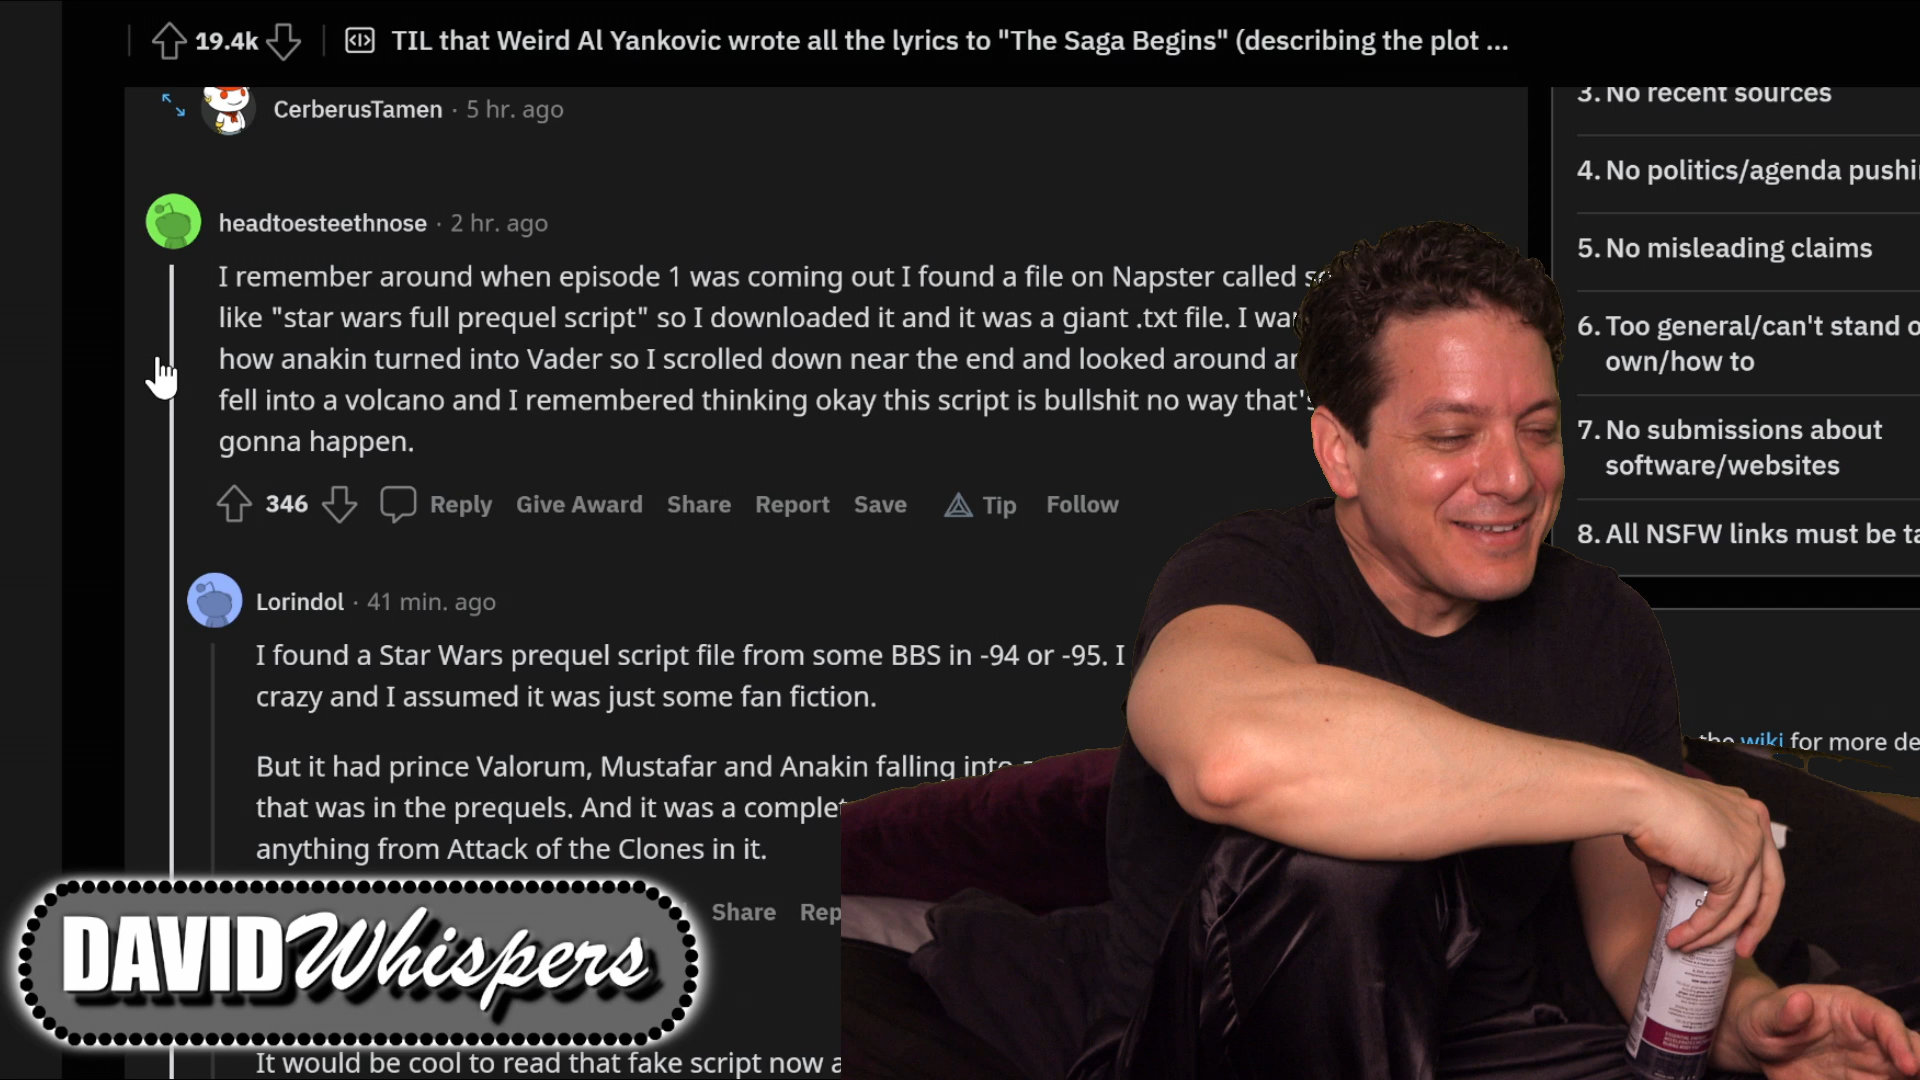 19.4k
TIL that Weird Al Yankovic wrote all the lyrics to "The Saga Begins" (describing the plot ...
CerberusTamen · 5 hr. ago
headtoesteethnose · 2 hr. ago
I remember around when episode 1 was coming out I found a file on Napster called
like "star wars full prequel script" so I downloaded it and it was a giant .txt file. I
how anakin turned into Vader so I scrolled down near the end and looked around
fell into a volcano and I remembered thinking okay this script is bullshit no way that's
gonna happen.
346 Reply Give Award Share Report Save Tip Follow
Lorindol · 41 min. ago
I found a Star Wars prequel script file from some BBS in -94 or -95. I
crazy and I assumed it was just some fan fiction.
But it had prince Valorum, Mustafar and Anakin falling into
that was in the prequels. And it was a
anything from Attack of the Clones in it.
Share
It would be cool to read that fake script now
3. No recent sources
4. No politics/agenda
5. No misleading claims
6. Too general/can't stand
own/how to
7. No submissions about
software/websites
8. All NSFW links must be
the wiki for more
DAVID Whispers